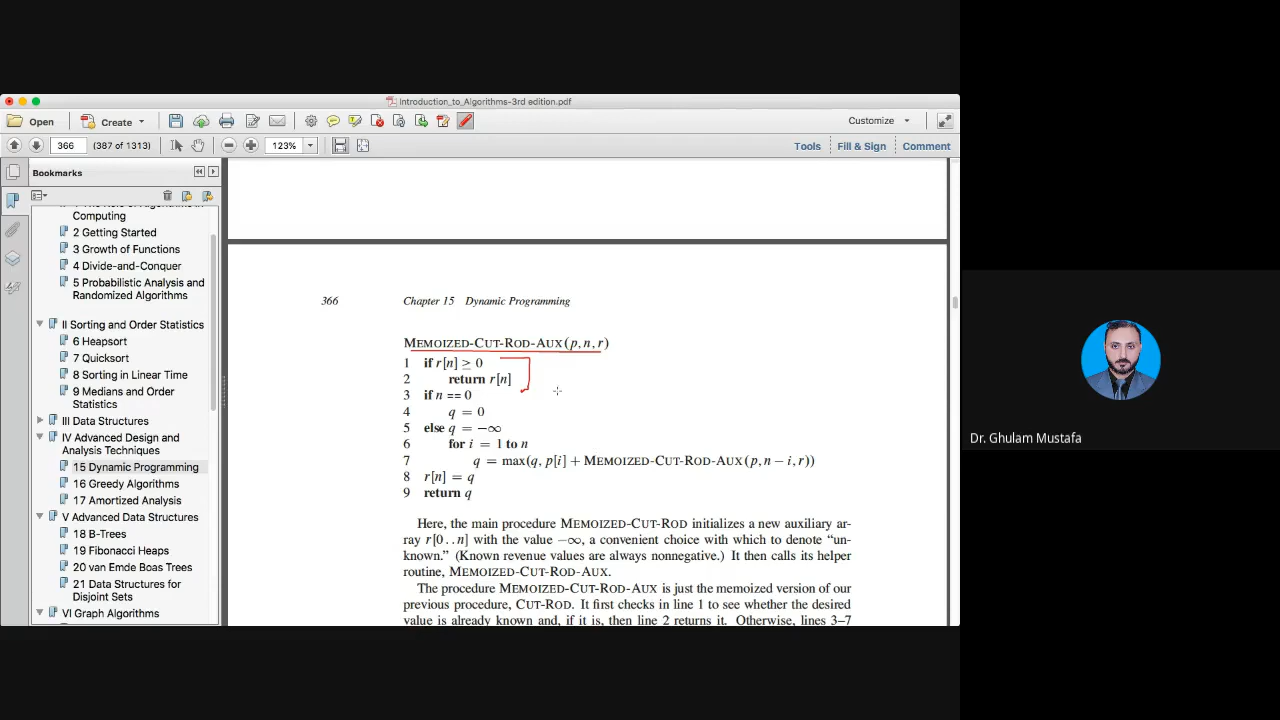 Introduction_to_Algorithms-3rd edition.pdf
Open Create Customize
366 (387 of 1313) 123% Tools Fill & Sign Comment
Bookmarks
Computing
2 Getting Started
3 Growth of Functions
4 Divide-and-Conquer
5 Probabilistic Analysis and
Randomized Algorithms
II Sorting and Order Statistics
6 Heapsort
7 Quicksort
8 Sorting in Linear Time
9 Medians and Order
Statistics
III Data Structures
IV Advanced Design and
Analysis Techniques
15 Dynamic Programming
16 Greedy Algorithms
17 Amortized Analysis
V Advanced Data Structures
18 B-Trees
19 Fibonacci Heaps
20 van Emde Boas Trees
21 Data Structures for
Disjoint Sets
VI Graph Algorithms
366 Chapter 15 Dynamic Programming
MEMOIZED-CUT-ROD-AUX(p, n, r)
1 if r[n] ≥ 0
2 return r[n]
3 if n == 0
4 q = 0
5 else q = −∞
6 for i = 1 to n
7 q = max(q, p[i] + MEMOIZED-CUT-ROD-AUX(p, n − i, r))
8 r[n] = q
9 return q
Here, the main procedure MEMOIZED-CUT-ROD initializes a new auxiliary ar-
ray r[0..n] with the value −∞, a convenient choice with which to denote “un-
known.” (Known revenue values are always nonnegative.) It then calls its helper
routine, MEMOIZED-CUT-ROD-AUX.
The procedure MEMOIZED-CUT-ROD-AUX is just the memoized version of our
previous procedure, CUT-ROD. It first checks in line 1 to see whether the desired
value is already known and, if it is, then line 2 returns it. Otherwise, lines 3–7
Dr. Ghulam Mustafa